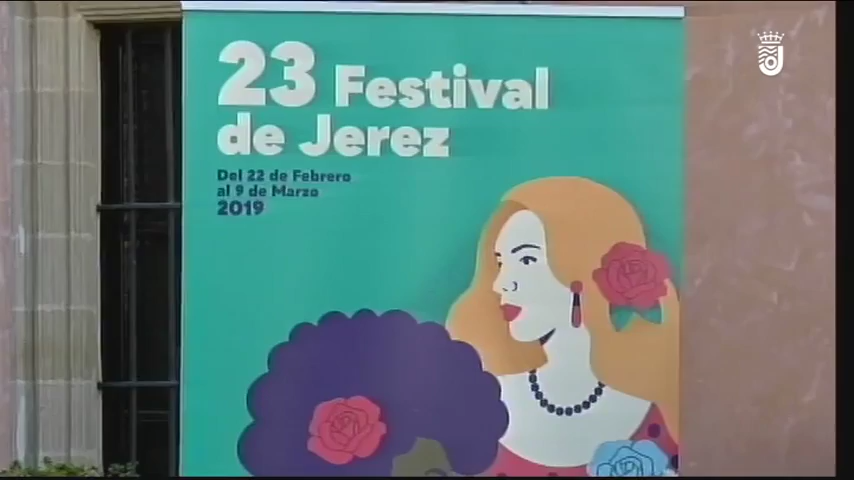 23 Festival
de Jerez
Del 22 de Febrero
al 9 de Marzo
2019